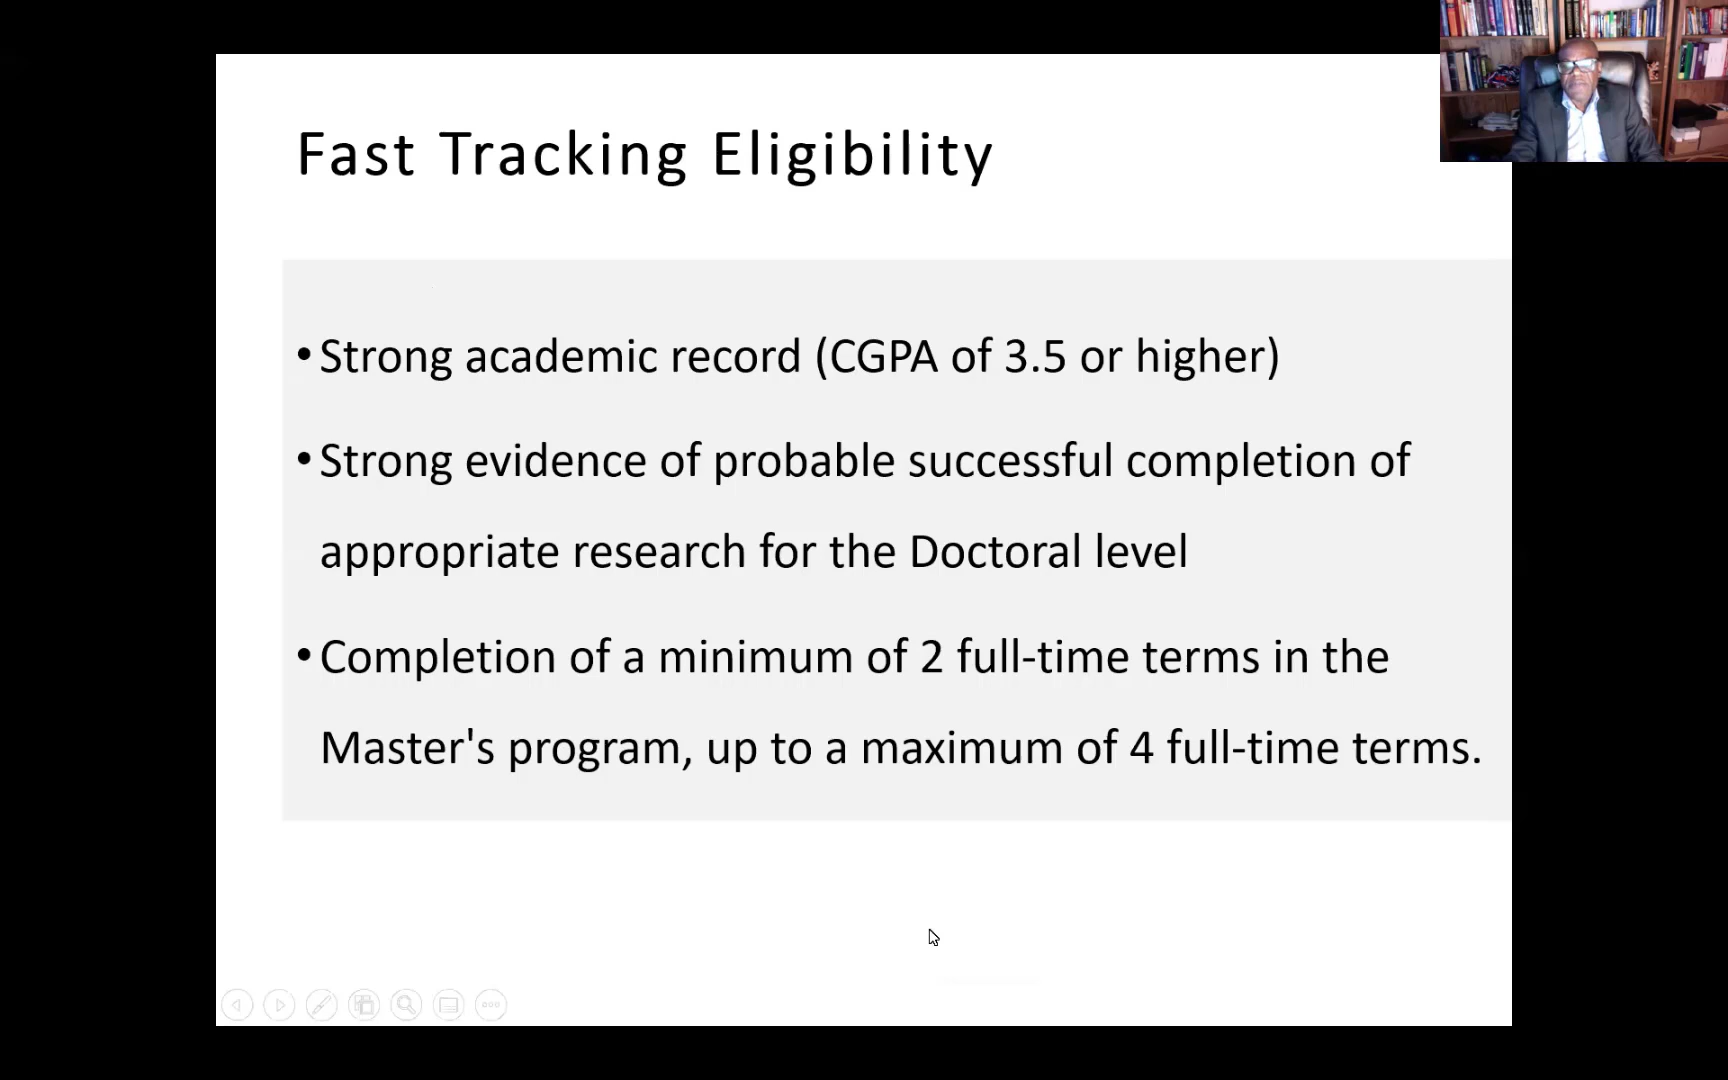 Fast Tracking Eligibility
• Strong academic record (CGPA of 3.5 or higher)
• Strong evidence of probable successful completion of
appropriate research for the Doctoral level
• Completion of a minimum of 2 full-time terms in the
Master's program, up to a maximum of 4 full-time terms.